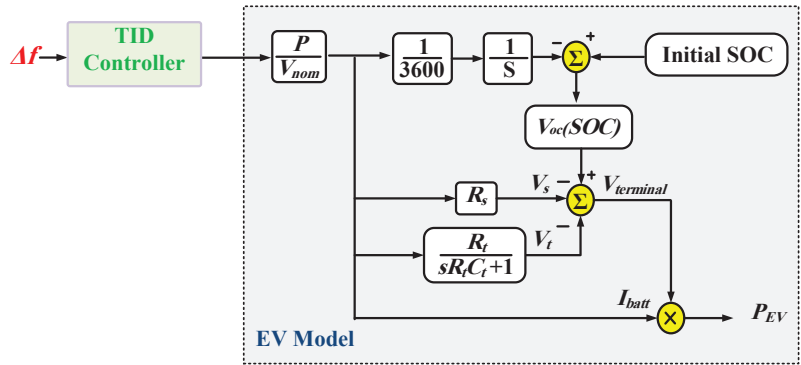 Δf
TID
Controller
P
V_nom
1
3600
1
S
−
+
Σ
Initial SOC
V_oc(SOC)
−
+
V_s
Σ
V_terminal
R_s
V_t
−
R_t
sR_tC_t+1
I_batt
×
P_EV
EV Model